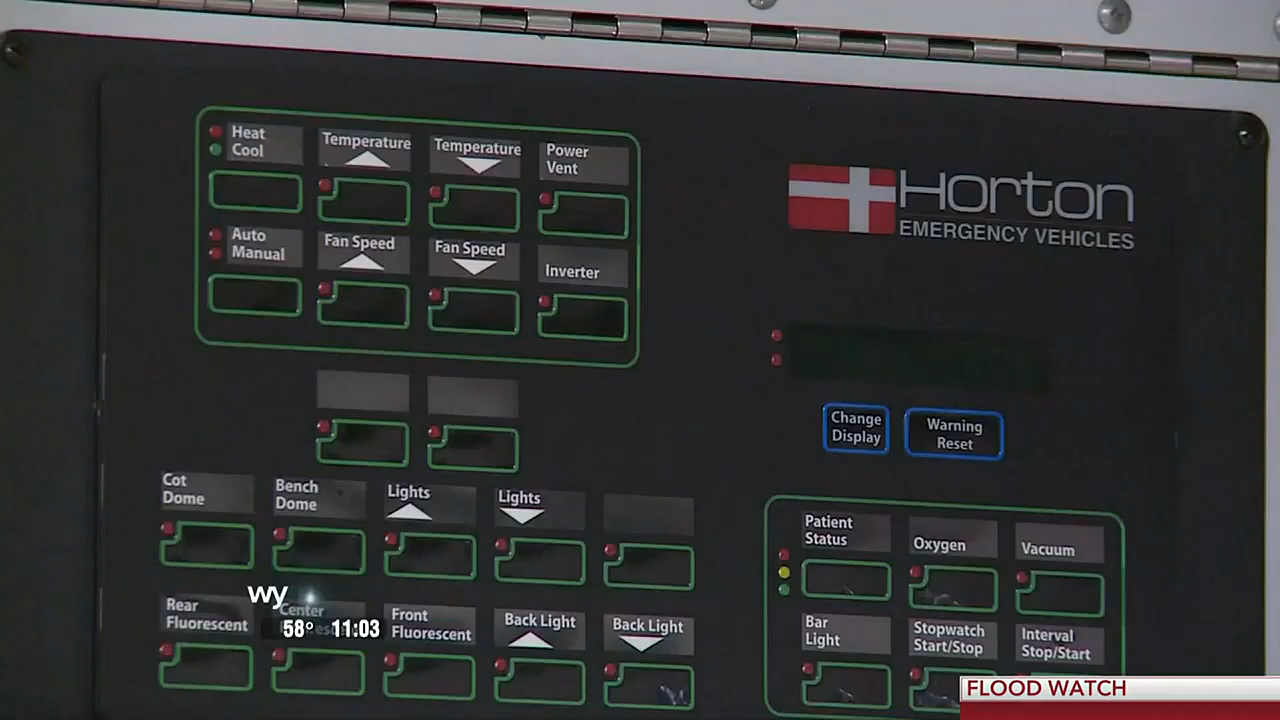 Heat
Cool
Temperature
Temperature
Power
Vent
Horton
EMERGENCY VEHICLES
Auto
Manual
Fan Speed
Fan Speed
Inverter
Change
Display
Warning
Reset
Cot
Dome
Bench
Dome
Lights
Lights
Patient
Status
Oxygen
Vacuum
Rear
Fluorescent
Center
Front
Fluorescent
Back Light
Back Light
Bar
Light
Stopwatch
Start/Stop
Interval
Stop/Start
wy
58° 11:03
FLOOD WATCH